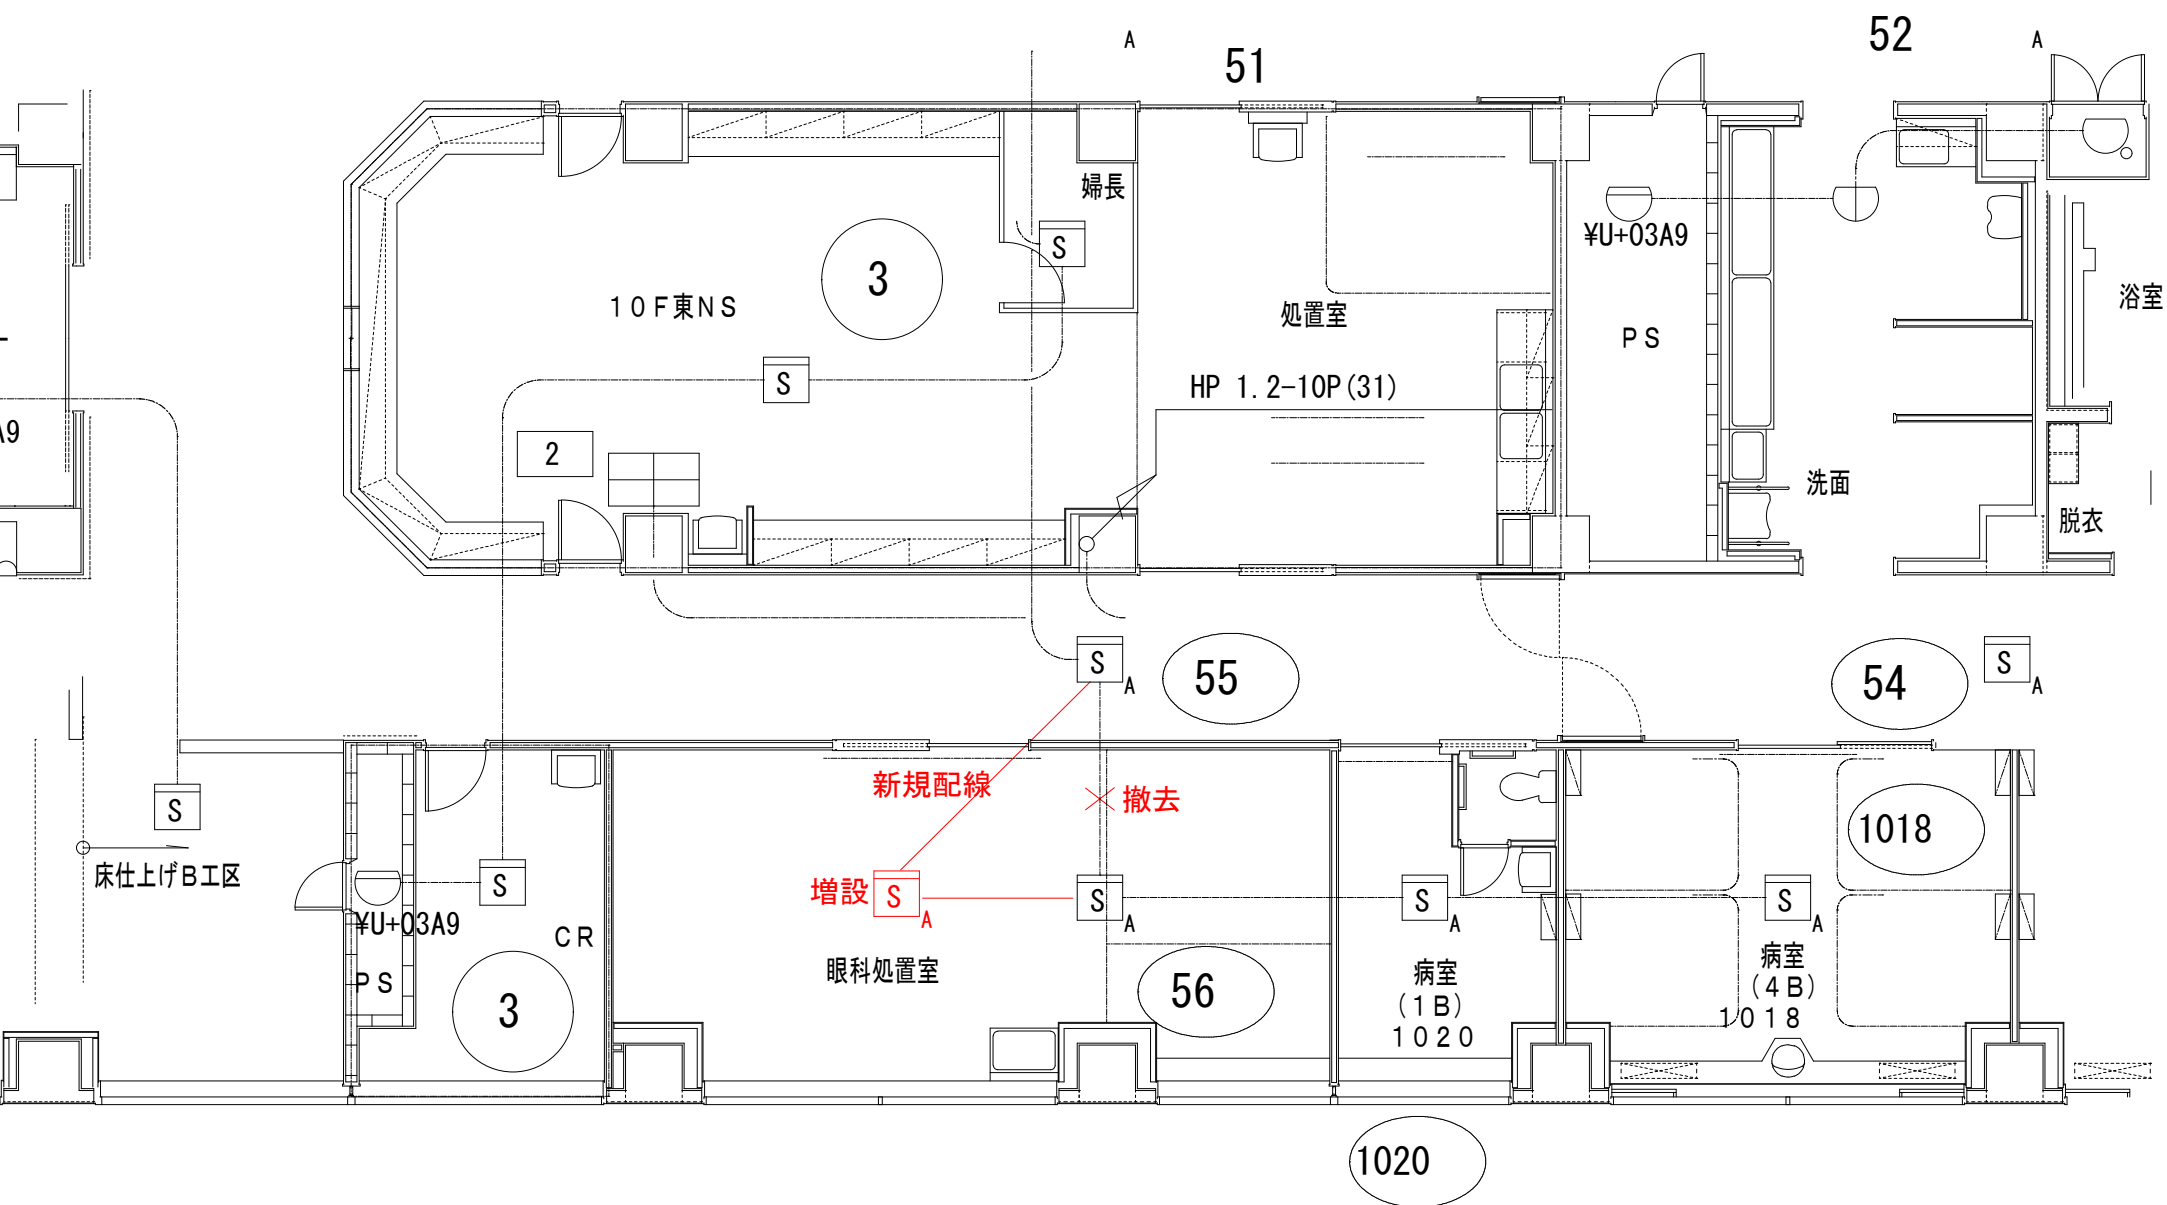 A
51
52
A
婦長
S
3
10F東NS
S
2
HP 1.2-10P(31)
処置室
¥U+03A9
PS
浴室
洗面
脱衣
A9
S
A
55
54
S
A
新規配線
撤去
増設
S
A
S
A
S
A
S
A
1018
S
床仕上げB工区
S
¥U+03A9
CR
PS
3
眼科処置室
56
病室
(1B)
1020
病室
(4B)
1018
1020